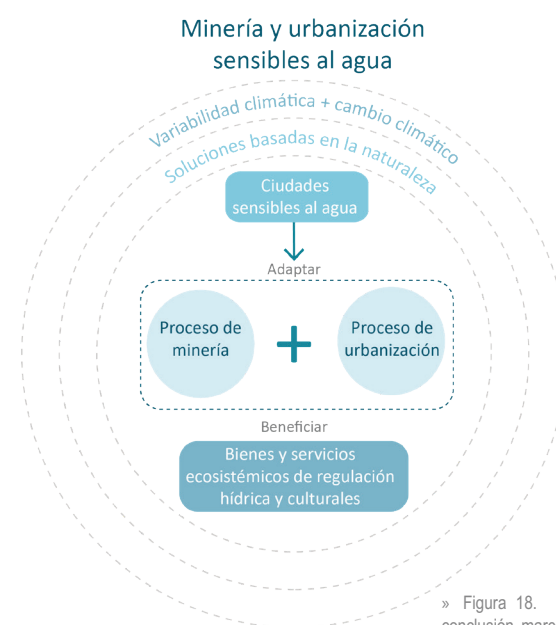 Minería y urbanización
sensibles al agua
Variabilidad climática + cambio climático
Soluciones basadas en la naturaleza
Ciudades
sensibles al agua
Adaptar
Proceso de
minería
+
Proceso de
urbanización
Beneficiar
Bienes y servicios
ecosistémicos de regulación
hídrica y culturales
» Figura 18.